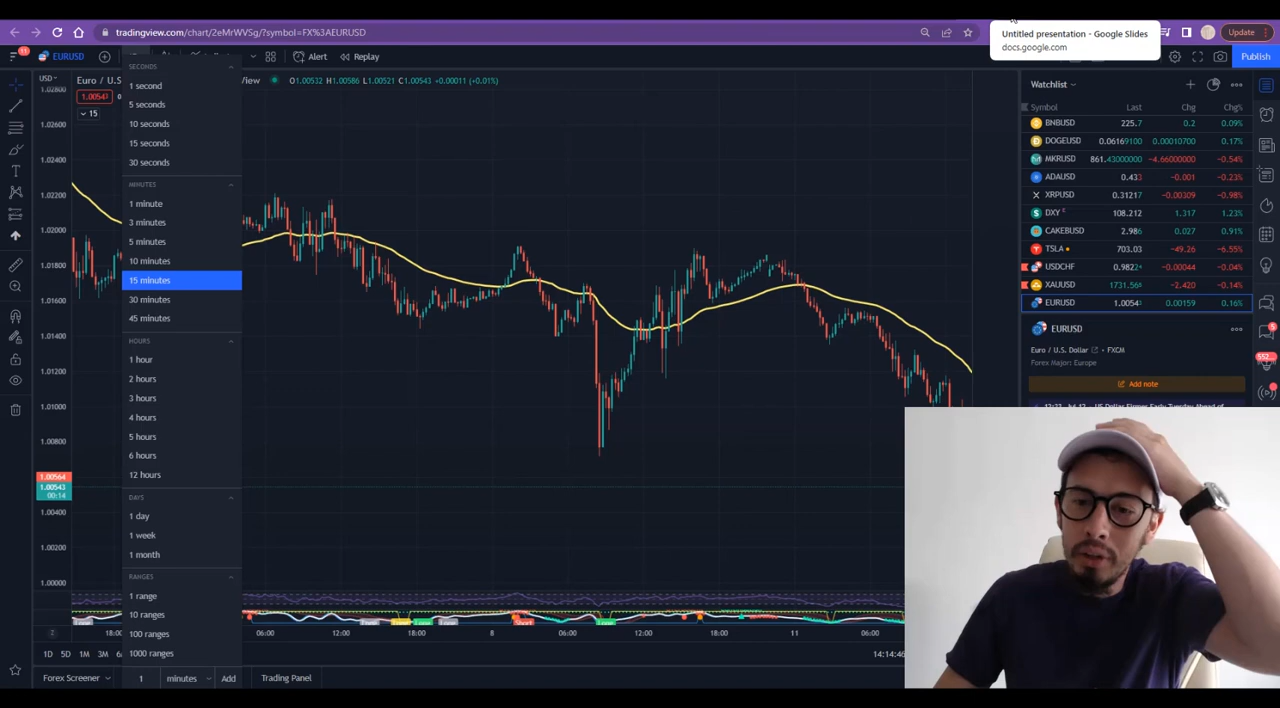 tradingview.com/chart/2eMrWVSg/?symbol=FX%3AEURUSD
Untitled presentation - Google Slides
docs.google.com
Update
11
EURUSD
Alert
Replay
Publish
USD
Euro / U.S.
View
O1.00532 H1.00586 L1.00521 C1.00543 +0.00011 (+0.01%)
1.00543
15
1.02800
1.02600
1.02400
1.02200
1.02000
1.01800
1.01600
1.01400
1.01200
1.01000
1.00800
1.00564
1.00543
00:14
1.00400
1.00200
1.00000
SECONDS
1 second
5 seconds
10 seconds
15 seconds
30 seconds
MINUTES
1 minute
3 minutes
5 minutes
10 minutes
15 minutes
30 minutes
45 minutes
HOURS
1 hour
2 hours
3 hours
4 hours
5 hours
6 hours
12 hours
DAYS
1 day
1 week
1 month
RANGES
1 range
10 ranges
100 ranges
1000 ranges
1 minutes Add
Short
Long
18:00
06:00 12:00 18:00 8 06:00 12:00 18:00 11 06:00
1D 5D 1M 3M
14:14:46
Forex Screener
Trading Panel
Watchlist
Symbol Last Chg Chg%
BNBUSD 225.7 0.2 0.09%
DOGEUSD 0.06169100 0.00010700 0.17%
MKRUSD 861.43000000 -4.66000000 -0.54%
ADAUSD 0.433 -0.001 -0.23%
XRPUSD 0.31217 -0.00309 -0.98%
DXY 108.212 1.317 1.23%
CAKEBUSD 2.986 0.027 0.91%
TSLA 703.03 -49.26 -6.55%
USDCHF 0.98224 -0.00044 -0.04%
XAUUSD 1731.566 -2.420 -0.14%
EURUSD 1.0054 0.00159 0.16%
EURUSD
Euro / U.S. Dollar • FXCM
Forex Major: Europe
Add note
552